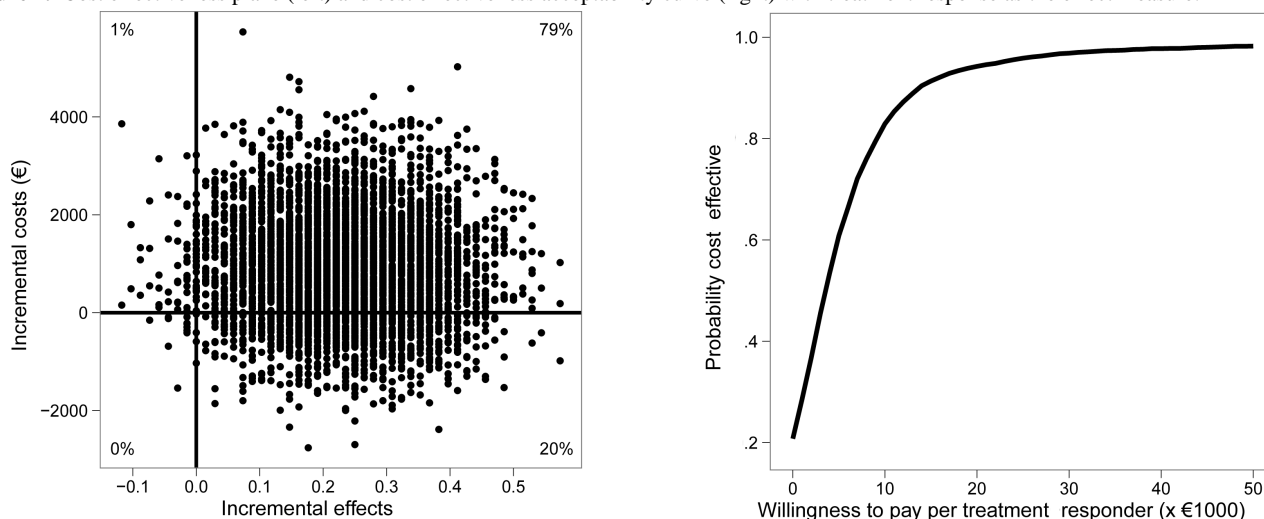 1% 79%
4000
2000
0
−2000
0% 20%
Incremental costs (€)
−0.1 0.0 0.1 0.2 0.3 0.4 0.5
Incremental effects
1.0
.8
.6
.4
.2
Probability cost effective
0 10 20 30 40 50
Willingness to pay per treatment responder (x €1000)